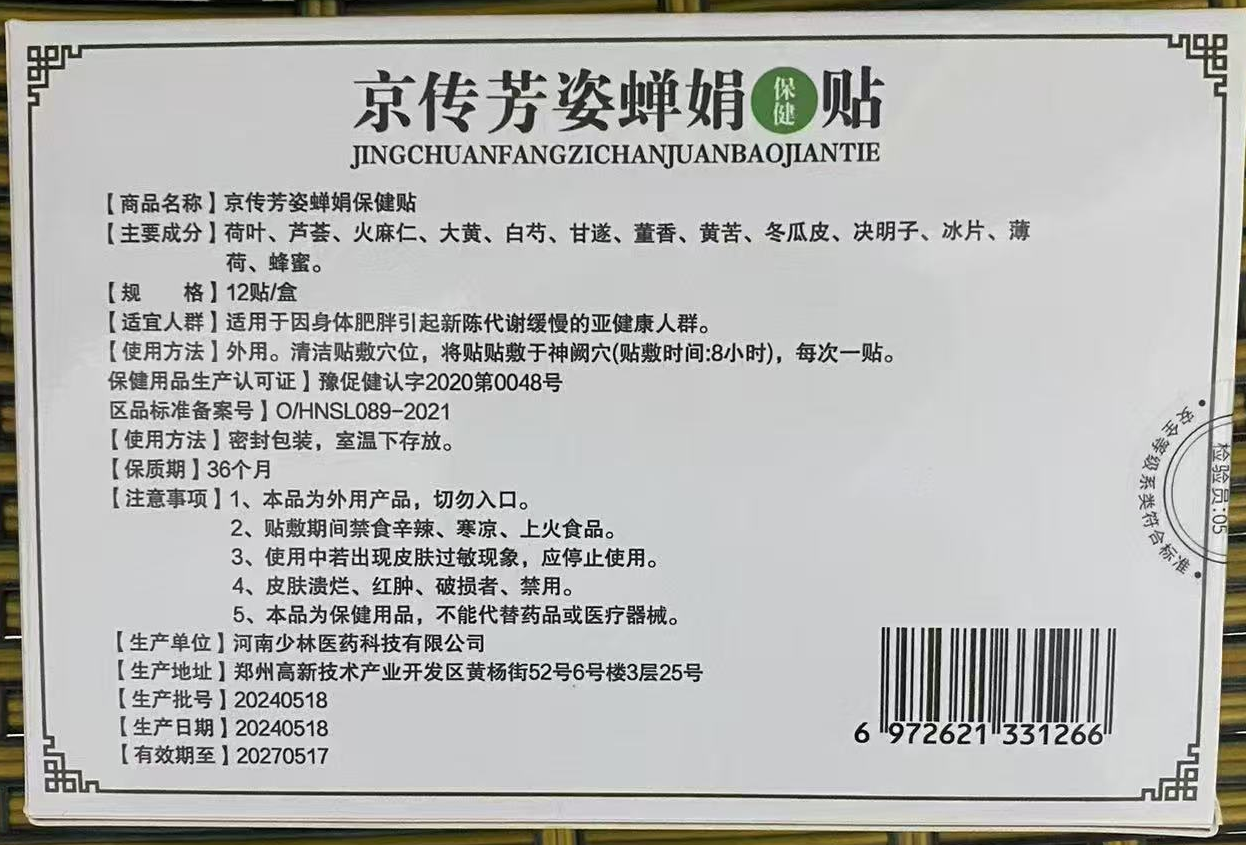 京传芳姿蝉娟保健贴
JINGCHUANFANGZICHANJUANBAOJIANTIE
【商品名称】京传芳姿蝉娟保健贴
【主要成分】荷叶、芦荟、火麻仁、大黄、白芍、甘遂、董香、黄苦、冬瓜皮、决明子、冰片、薄
荷、蜂蜜。
【规 格】12贴/盒
【适宜人群】适用于因身体肥胖引起新陈代谢缓慢的亚健康人群。
【使用方法】外用。清洁贴敷穴位，将贴贴敷于神阙穴(贴敷时间:8小时)，每次一贴。
保健用品生产认可证】豫促健认字2020第0048号
区品标准备案号】O/HNSL089-2021
【使用方法】密封包装，室温下存放。
【保质期】36个月
【注意事项】1、本品为外用产品，切勿入口。
2、贴敷期间禁食辛辣、寒凉、上火食品。
3、使用中若出现皮肤过敏现象，应停止使用。
4、皮肤溃烂、红肿、破损者、禁用。
5、本品为保健用品，不能代替药品或医疗器械。
【生产单位】河南少林医药科技有限公司
【生产地址】郑州高新技术产业开发区黄杨街52号6号楼3层25号
【生产批号】20240518
【生产日期】20240518
【有效期至】20270517
安全等级系类符合标准
检验员:05
6 972621 331266